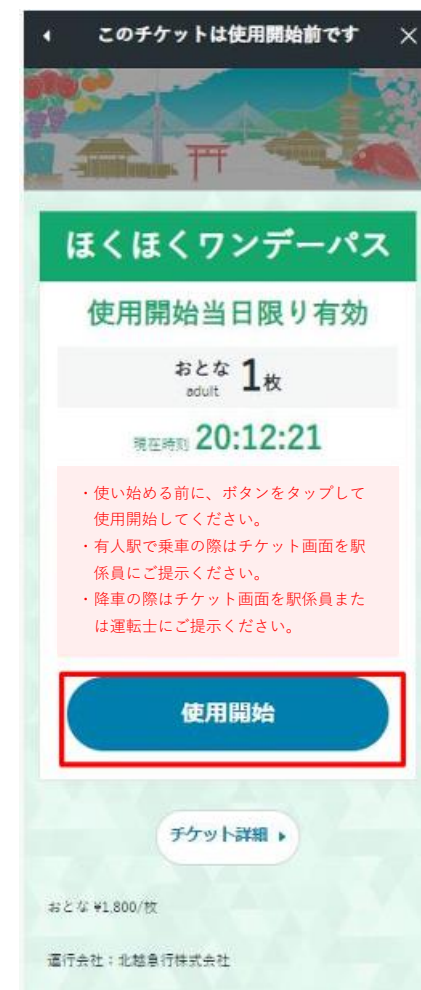 このチケットは使用開始前です
ほくほくワンデーパス
使用開始当日限り有効
おとな 1枚
adult
現在時刻 20:12:21
・使い始める前に、ボタンをタップして
使用開始してください。
・有人駅で乗車の際はチケット画面を駅
係員にご提示ください。
・降車の際はチケット画面を駅係員また
は運転士にご提示ください。
使用開始
チケット詳細
おとな ¥1,800/枚
運行会社：北越急行株式会社